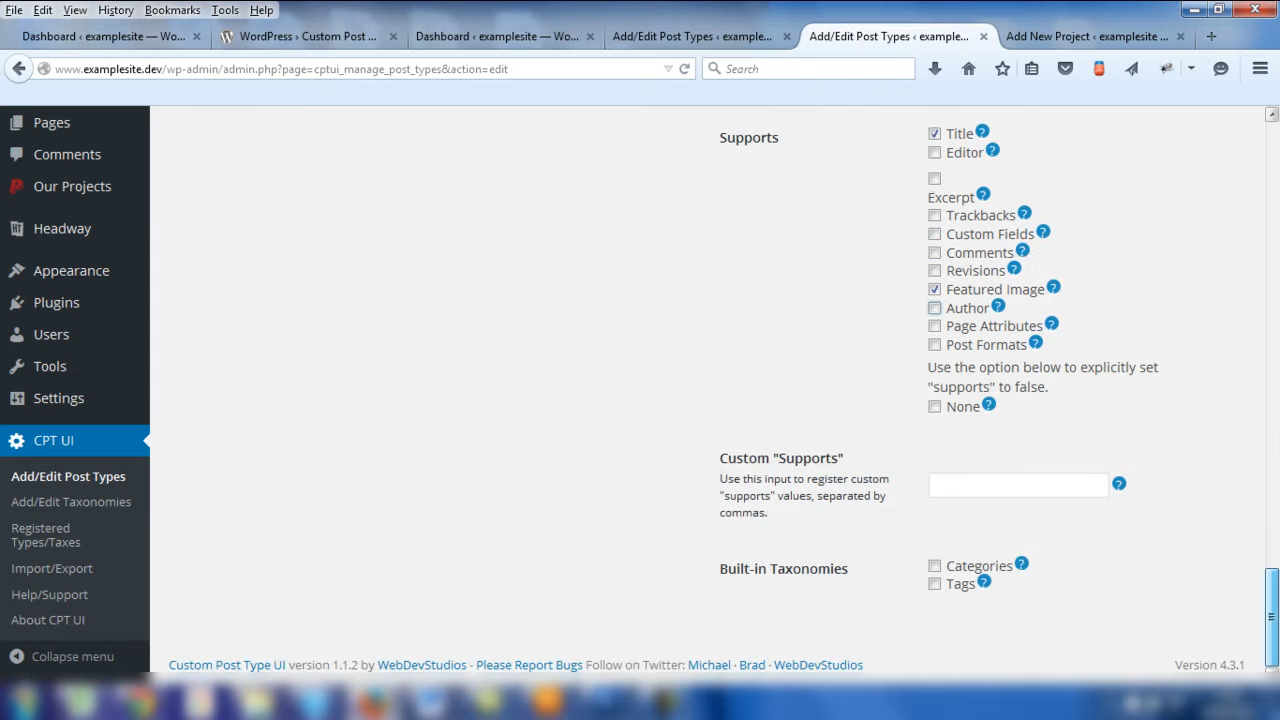 File Edit View History Bookmarks Tools Help
Dashboard ‹ examplesite — Wo... WordPress › Custom Post ... Dashboard ‹ examplesite — Wo... Add/Edit Post Types ‹ example... Add/Edit Post Types ‹ example... Add New Project ‹ examplesite ...
www.examplesite.dev/wp-admin/admin.php?page=cptui_manage_post_types&action=edit Search
Pages
Comments
Our Projects
Headway
Appearance
Plugins
Users
Tools
Settings
CPT UI
Add/Edit Post Types
Add/Edit Taxonomies
Registered
Types/Taxes
Import/Export
Help/Support
About CPT UI
Collapse menu
Supports
Title ?
Editor ?
Excerpt ?
Trackbacks ?
Custom Fields ?
Comments ?
Revisions ?
Featured Image ?
Author ?
Page Attributes ?
Post Formats ?
Use the option below to explicitly set
"supports" to false.
None ?
Custom "Supports"
Use this input to register custom
"supports" values, separated by
commas.
?
Built-in Taxonomies
Categories ?
Tags ?
Custom Post Type UI version 1.1.2 by WebDevStudios - Please Report Bugs Follow on Twitter: Michael · Brad · WebDevStudios Version 4.3.1